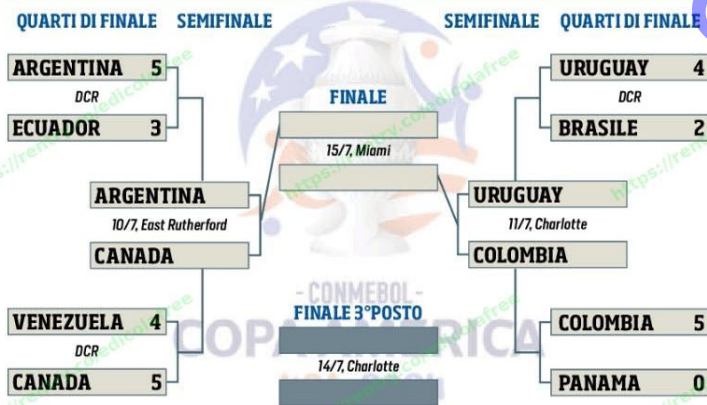 QUARTI DI FINALE SEMIFINALE
ARGENTINA 5
DCR
ECUADOR 3
ARGENTINA
10/7, East Rutherford
CANADA
VENEZUELA 4
DCR
CANADA 5
FINALE
15/7, Miami
- CONMEBOL -
COPA AMERICA
FINALE 3°POSTO
14/7, Charlotte
SEMIFINALE QUARTI DI FINALE
URUGUAY 4
DCR
BRASILE 2
URUGUAY
11/7, Charlotte
COLOMBIA
COLOMBIA 5
PANAMA 0